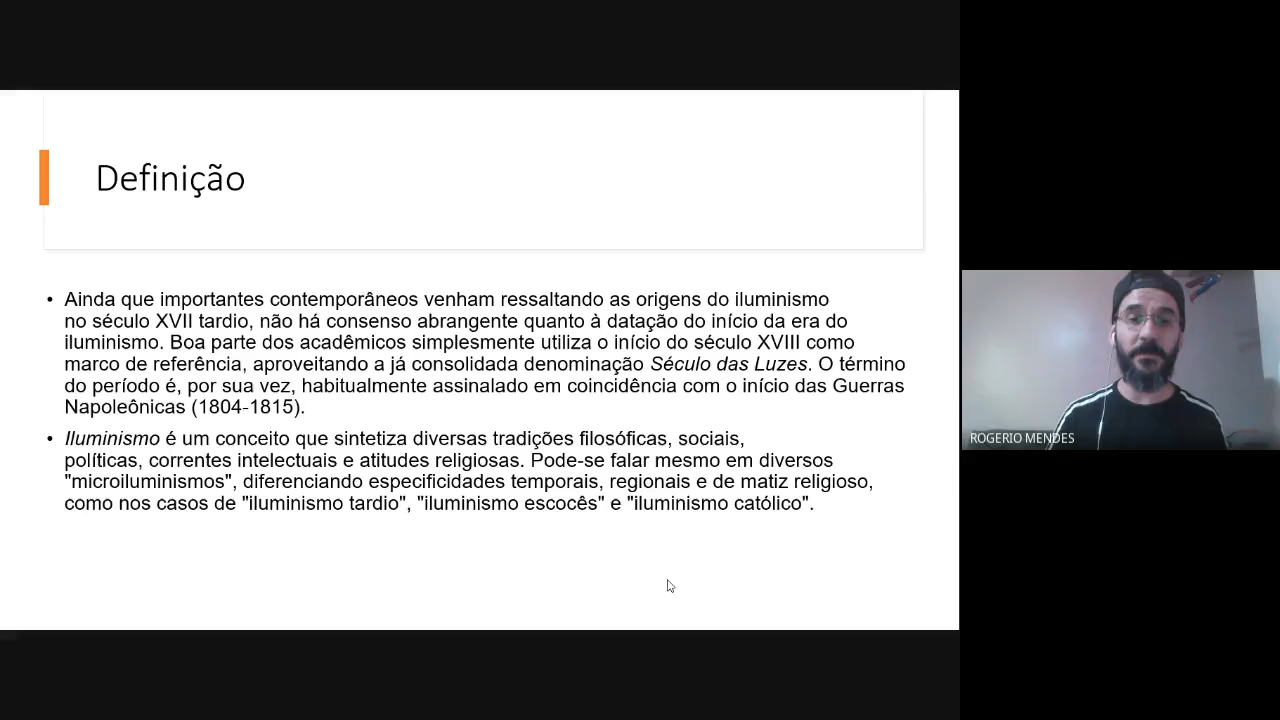 Definição
• Ainda que importantes contemporâneos venham ressaltando as origens do iluminismo
no século XVII tardio, não há consenso abrangente quanto à datação do início da era do
iluminismo. Boa parte dos acadêmicos simplesmente utiliza o início do século XVIII como
marco de referência, aproveitando a já consolidada denominação Século das Luzes. O término
do período é, por sua vez, habitualmente assinalado em coincidência com o início das Guerras
Napoleônicas (1804-1815).
• Iluminismo é um conceito que sintetiza diversas tradições filosóficas, sociais,
políticas, correntes intelectuais e atitudes religiosas. Pode-se falar mesmo em diversos
"microiluminismos", diferenciando especificidades temporais, regionais e de matiz religioso,
como nos casos de "iluminismo tardio", "iluminismo escocês" e "iluminismo católico".
ROGERIO MENDES